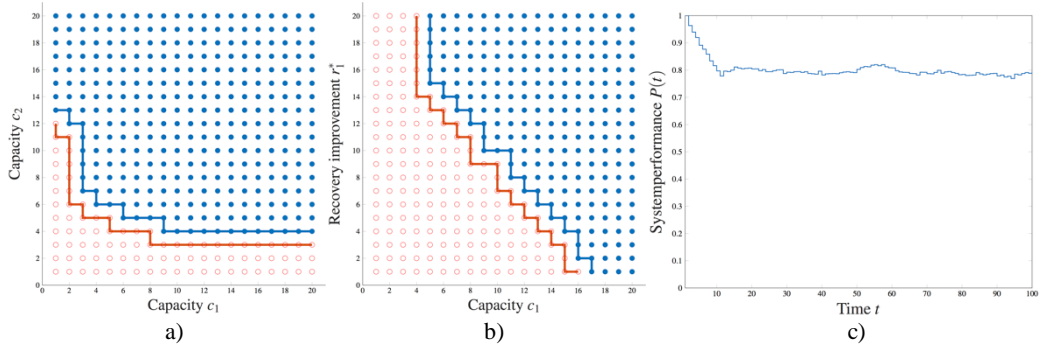 20
18
16
14
12
10
8
6
4
2
0
Capacity c₂
0 2 4 6 8 10 12 14 16 18 20
Capacity c₁
a)
20
18
16
14
12
10
8
6
4
2
0
Recovery improvement r₁*
0 2 4 6 8 10 12 14 16 18 20
Capacity c₁
b)
1
0.9
0.8
0.7
0.6
0.5
0.4
0.3
0.2
0.1
0
Systemperformance P(t)
10 20 30 40 50 60 70 80 90 100
Time t
c)